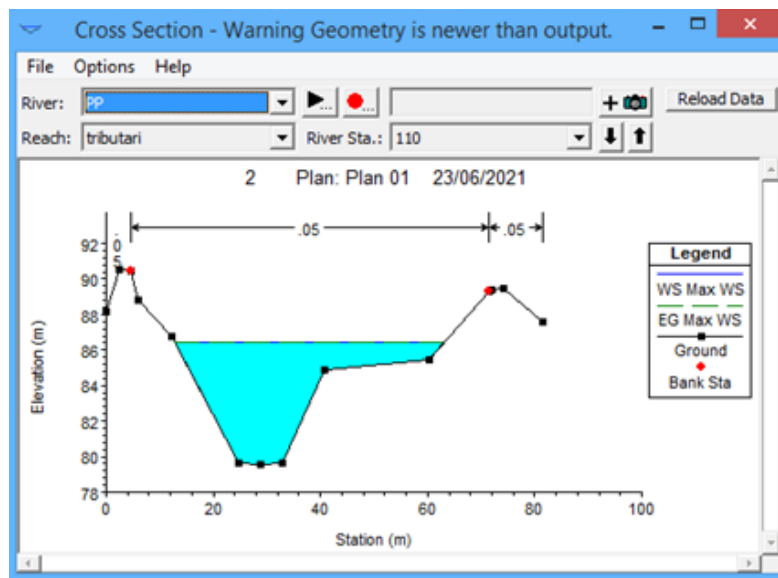 Cross Section - Warning Geometry is newer than output.
File Options Help
River: PP Reload Data
Reach: tributari River Sta.: 110
2 Plan: Plan 01 23/06/2021
.05 .05 .05
Legend
WS Max WS
EG Max WS
Ground
Bank Sta
Elevation (m)
92
90
88
86
84
82
80
78
0 20 40 60 80 100
Station (m)